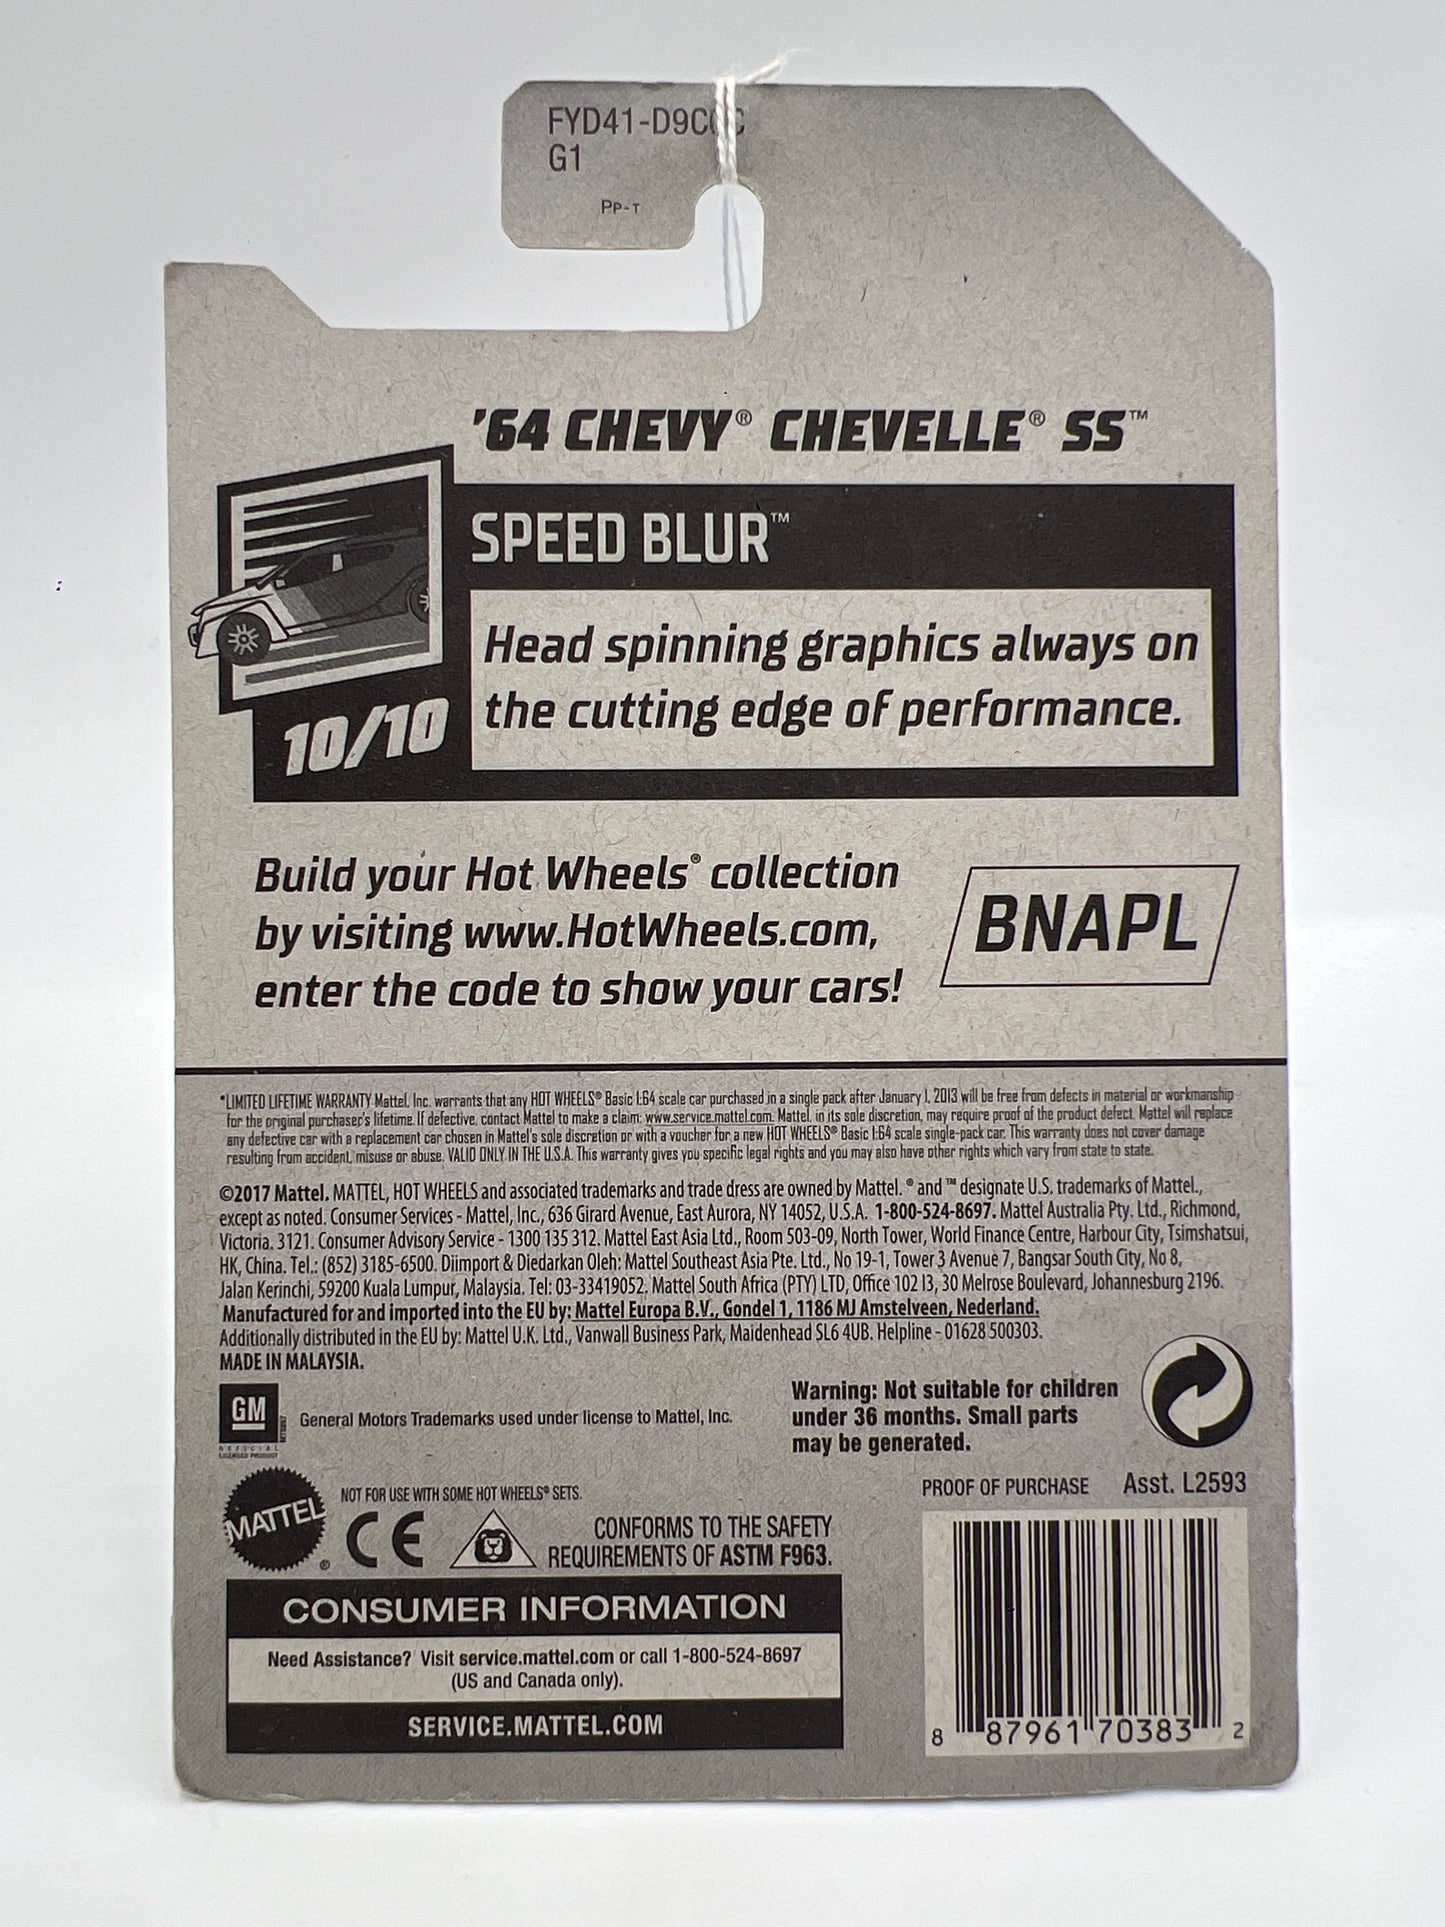 FYD41-D9C
G1
PP-T
'64 CHEVY® CHEVELLE® SS™
SPEED BLUR™
Head spinning graphics always on
the cutting edge of performance.
10/10
Build your Hot Wheels® collection
by visiting www.HotWheels.com,
enter the code to show your cars!
BNAPL
*LIMITED LIFETIME WARRANTY Mattel, Inc. warrants that any HOT WHEELS® Basic 1:64 scale car purchased in a single pack after January 1, 2013 will be free from defects in material or workmanship
for the original purchaser's lifetime. If defective, contact Mattel to make a claim: www.service.mattel.com. Mattel, in its sole discretion, may require proof of the product defect. Mattel will replace
any defective car with a replacement car chosen in Mattel's sole discretion or with a voucher for a new HOT WHEELS® Basic 1:64 scale single-pack car. This warranty does not cover damage
resulting from accident, misuse or abuse. VALID ONLY IN THE U.S.A. This warranty gives you specific legal rights and you may also have other rights which vary from state to state.
©2017 Mattel. MATTEL, HOT WHEELS and associated trademarks and trade dress are owned by Mattel. ® and ™ designate U.S. trademarks of Mattel.,
except as noted. Consumer Services - Mattel, Inc., 636 Girard Avenue, East Aurora, NY 14052, U.S.A. 1-800-524-8697. Mattel Australia Pty. Ltd., Richmond,
Victoria. 3121. Consumer Advisory Service - 1300 135 312. Mattel East Asia Ltd., Room 503-09, North Tower, World Finance Centre, Harbour City, Tsimshatsui,
HK, China. Tel.: (852) 3185-6500. Diimport & Diedarkan Oleh: Mattel Southeast Asia Pte. Ltd., No 19-1, Tower 3 Avenue 7, Bangsar South City, No 8,
Jalan Kerinchi, 59200 Kuala Lumpur, Malaysia. Tel: 03-33419052. Mattel South Africa (PTY) LTD, Office 102 I3, 30 Melrose Boulevard, Johannesburg 2196.
Manufactured for and imported into the EU by: Mattel Europa B.V., Gondel 1, 1186 MJ Amstelveen, Nederland.
Additionally distributed in the EU by: Mattel U.K. Ltd., Vanwall Business Park, Maidenhead SL6 4UB. Helpline - 01628 500303.
MADE IN MALAYSIA.
GM
OFFICIAL
LICENSED PRODUCT
General Motors Trademarks used under license to Mattel, Inc.
Warning: Not suitable for children
under 36 months. Small parts
may be generated.
PROOF OF PURCHASE Asst. L2593
MATTEL®
NOT FOR USE WITH SOME HOT WHEELS® SETS.
CE
CONFORMS TO THE SAFETY
REQUIREMENTS OF ASTM F963.
CONSUMER INFORMATION
Need Assistance? Visit service.mattel.com or call 1-800-524-8697
(US and Canada only).
SERVICE.MATTEL.COM
8 87961 70383 2